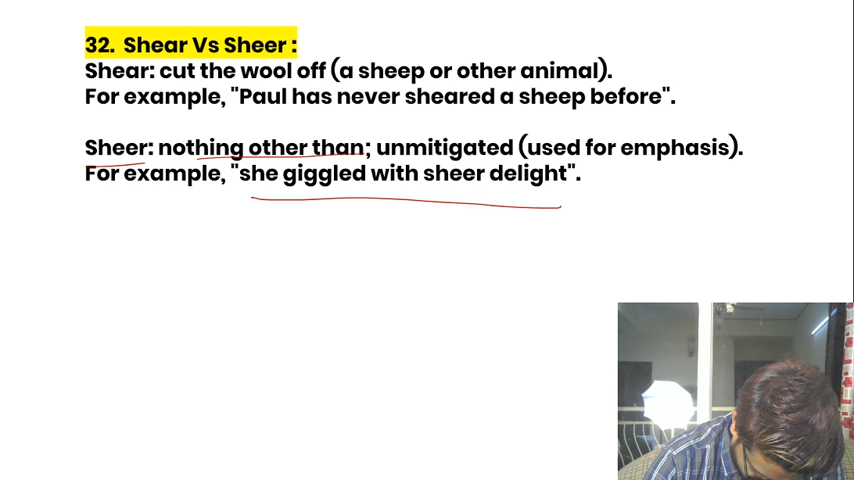 32. Shear Vs Sheer :
Shear: cut the wool off (a sheep or other animal).
For example, "Paul has never sheared a sheep before".
Sheer: nothing other than; unmitigated (used for emphasis).
For example, "she giggled with sheer delight".